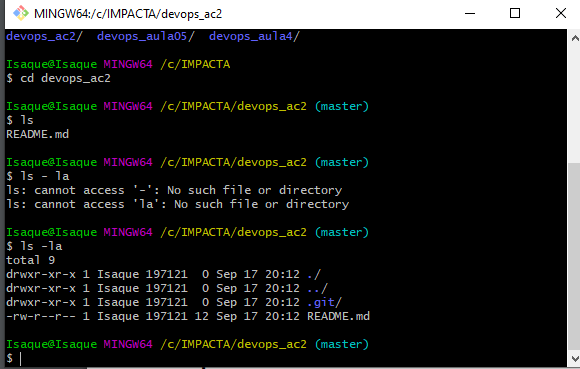 MINGW64:/c/IMPACTA/devops_ac2
devops_ac2/  devops_aula05/  devops_aula4/
Isaque@Isaque MINGW64 /c/IMPACTA
$ cd devops_ac2
Isaque@Isaque MINGW64 /c/IMPACTA/devops_ac2 (master)
$ ls
README.md
Isaque@Isaque MINGW64 /c/IMPACTA/devops_ac2 (master)
$ ls - la
ls: cannot access '-': No such file or directory
ls: cannot access 'la': No such file or directory
Isaque@Isaque MINGW64 /c/IMPACTA/devops_ac2 (master)
$ ls -la
total 9
drwxr-xr-x 1 Isaque 197121  0 Sep 17 20:12 ./
drwxr-xr-x 1 Isaque 197121  0 Sep 17 20:12 ../
drwxr-xr-x 1 Isaque 197121  0 Sep 17 20:12 .git/
-rw-r--r-- 1 Isaque 197121 12 Sep 17 20:12 README.md
Isaque@Isaque MINGW64 /c/IMPACTA/devops_ac2 (master)
$